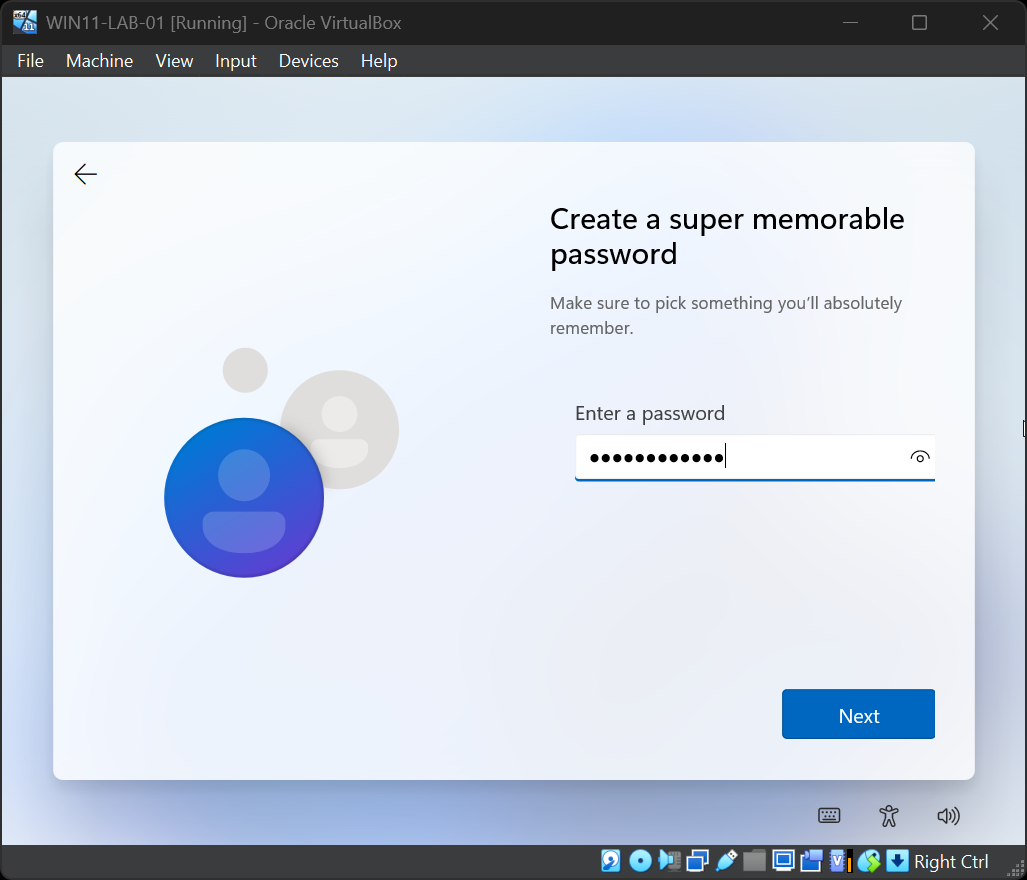 WIN11-LAB-01 [Running] - Oracle VirtualBox
File Machine View Input Devices Help
Create a super memorable
password
Make sure to pick something you'll absolutely
remember.
Enter a password
●●●●●●●●●●●●
Next
Right Ctrl